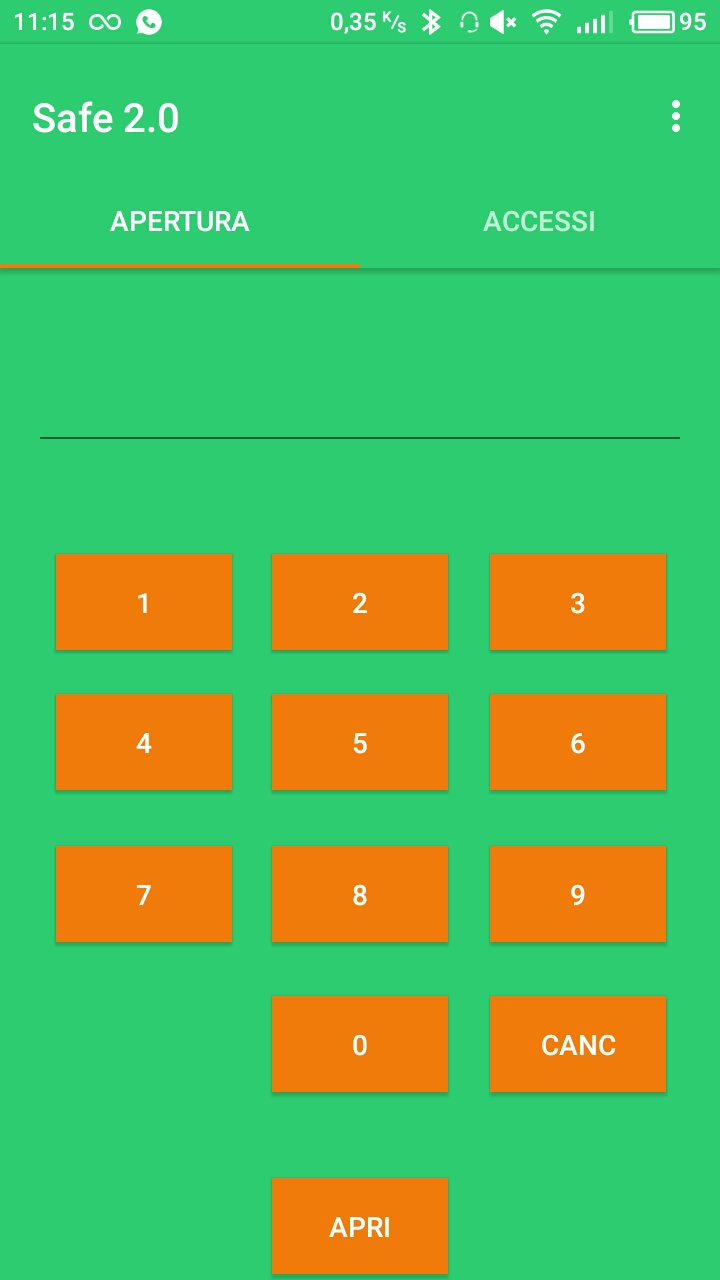 11:15 0,35 K/s 95
Safe 2.0
APERTURA ACCESSI
1 2 3
4 5 6
7 8 9
0 CANC
APRI